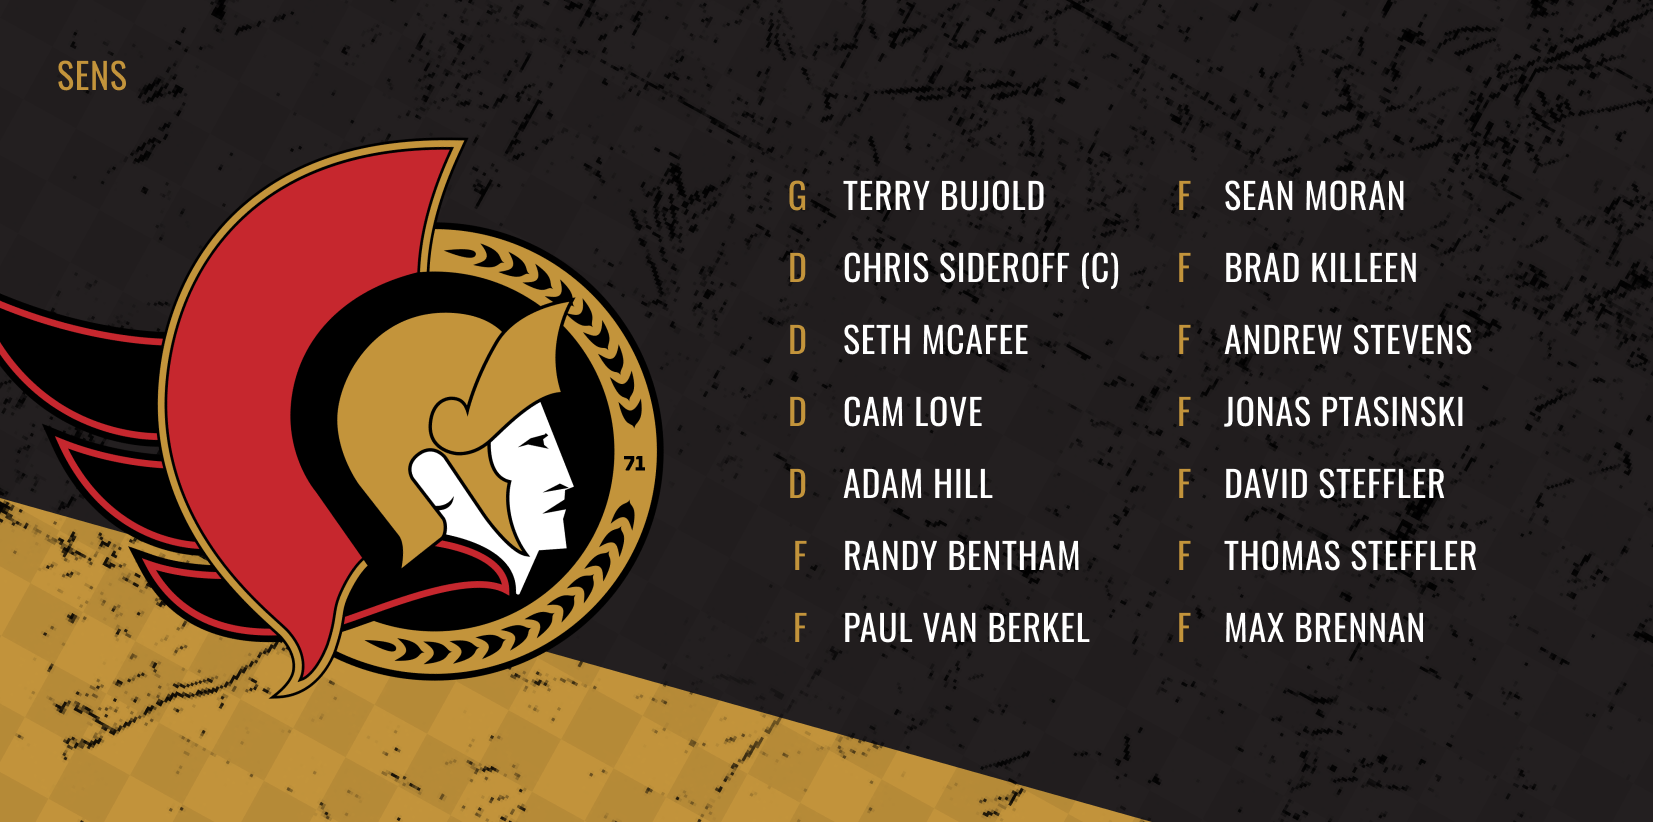 SENS
G TERRY BUJOLD
D CHRIS SIDEROFF (C)
D SETH MCAFEE
D CAM LOVE
D ADAM HILL
F RANDY BENTHAM
F PAUL VAN BERKEL
F SEAN MORAN
F BRAD KILLEEN
F ANDREW STEVENS
F JONAS PTASINSKI
F DAVID STEFFLER
F THOMAS STEFFLER
F MAX BRENNAN
71